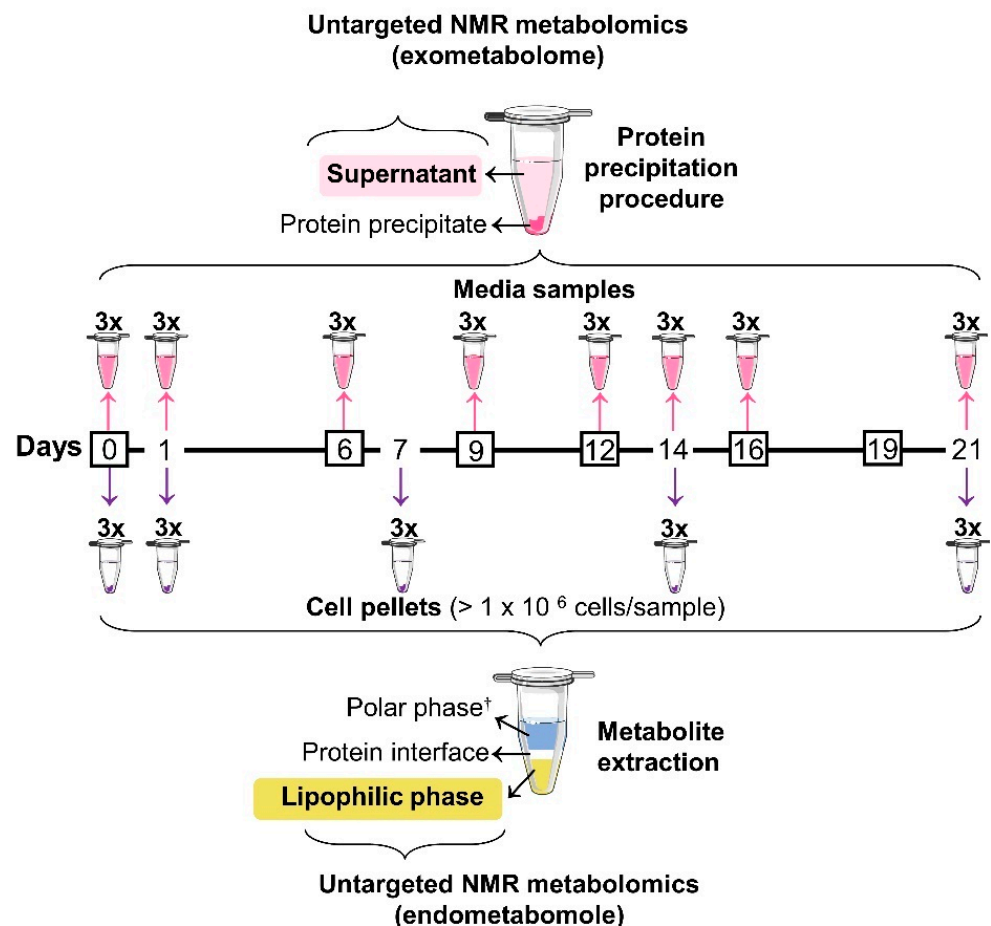 Untargeted NMR metabolomics
(exometabolome)
Supernatant
Protein precipitate
Protein
precipitation
procedure
Media samples
3x 3x 3x 3x 3x 3x 3x 3x
Days 0 1 6 7 9 12 14 16 19 21
3x 3x 3x 3x 3x
Cell pellets (> 1 x 10 ⁶ cells/sample)
Polar phase†
Protein interface
Lipophilic phase
Metabolite
extraction
Untargeted NMR metabolomics
(endometabomole)